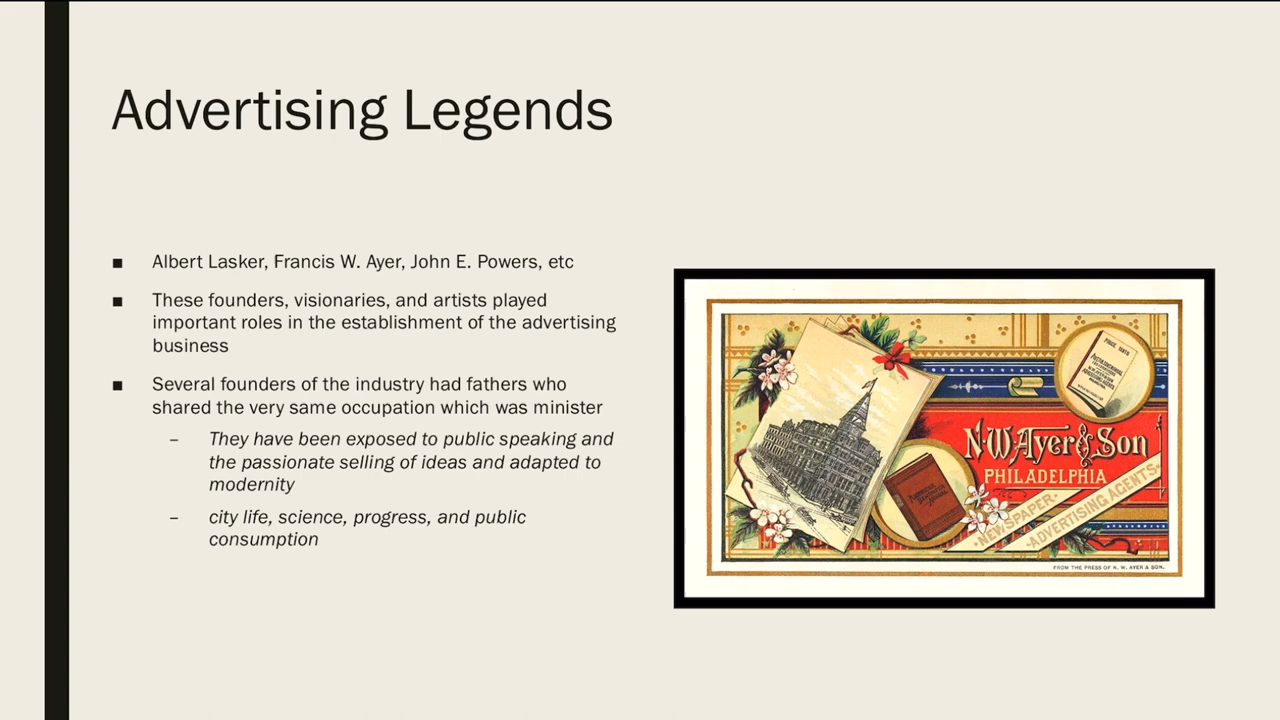 Advertising Legends
Albert Lasker, Francis W. Ayer, John E. Powers, etc
These founders, visionaries, and artists played
important roles in the establishment of the advertising
business
Several founders of the industry had fathers who
shared the very same occupation which was minister
They have been exposed to public speaking and
the passionate selling of ideas and adapted to
modernity
city life, science, progress, and public
consumption
N·W·Ayer & Son
PHILADELPHIA
·NEWSPAPER·
·ADVERTISING AGENTS·
FROM THE PRESS OF N. W. AYER & SON.